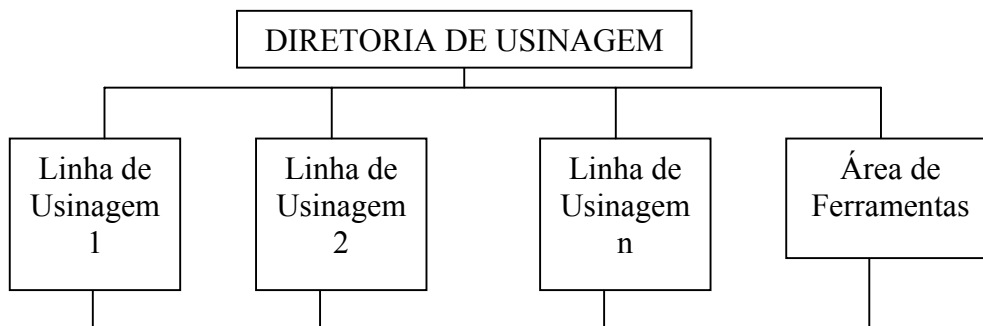 DIRETORIA DE USINAGEM
Linha de
Usinagem
1
Linha de
Usinagem
2
Linha de
Usinagem
n
Área de
Ferramentas